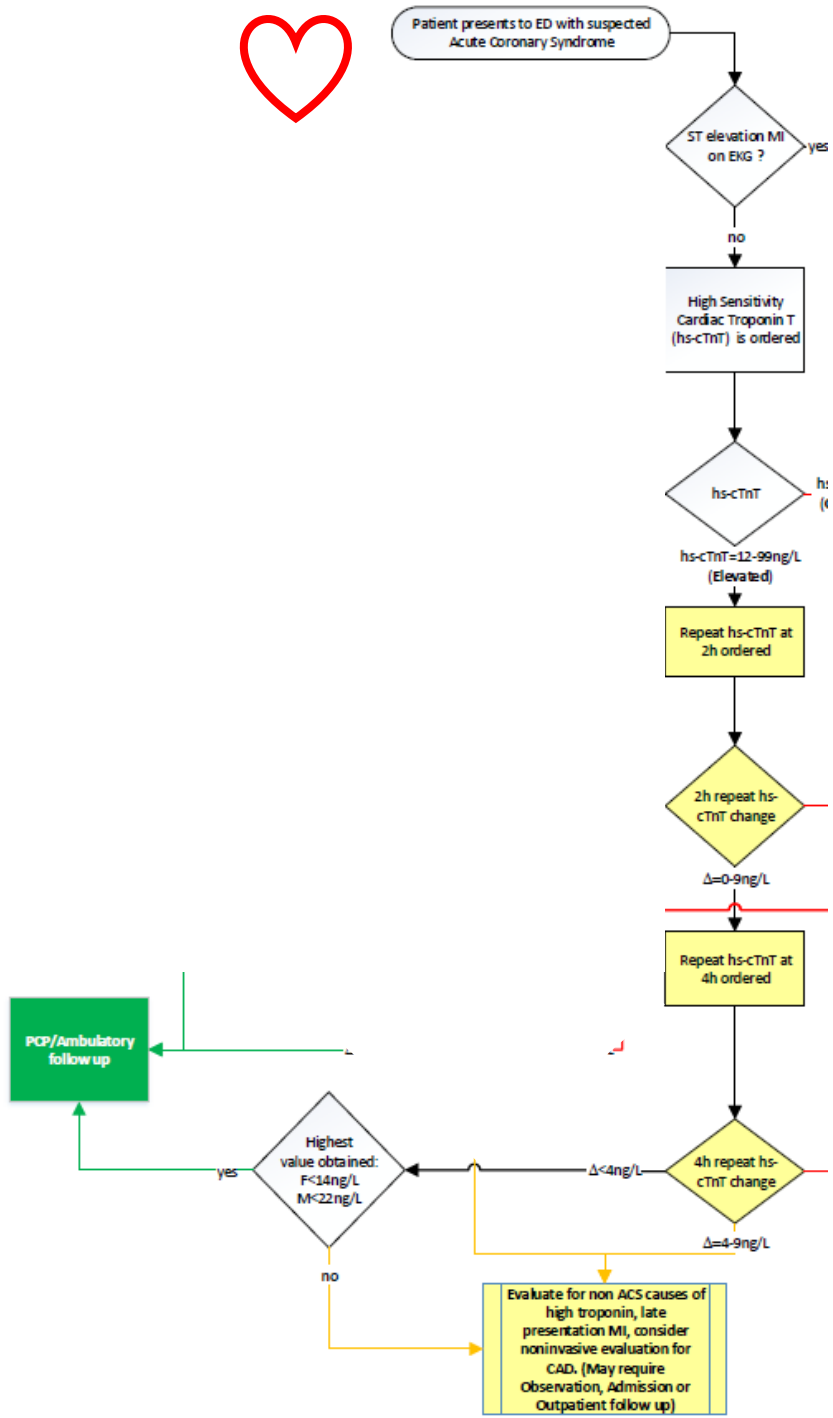 Patient presents to ED with suspected
Acute Coronary Syndrome
ST elevation MI
on EKG ?
yes
no
High Sensitivity
Cardiac Troponin T
(hs-cTnT) is ordered
hs-cTnT
hs-cTnT=12-99ng/L
(Elevated)
Repeat hs-cTnT at
2h ordered
2h repeat hs-
cTnT change
Δ=0-9ng/L
Repeat hs-cTnT at
4h ordered
PCP/Ambulatory
follow up
Highest
value obtained:
F<14ng/L
M<22ng/L
yes
Δ<4ng/L
4h repeat hs-
cTnT change
Δ=4-9ng/L
no
Evaluate for non ACS causes of
high troponin, late
presentation MI, consider
noninvasive evaluation for
CAD. (May require
Observation, Admission or
Outpatient follow up)